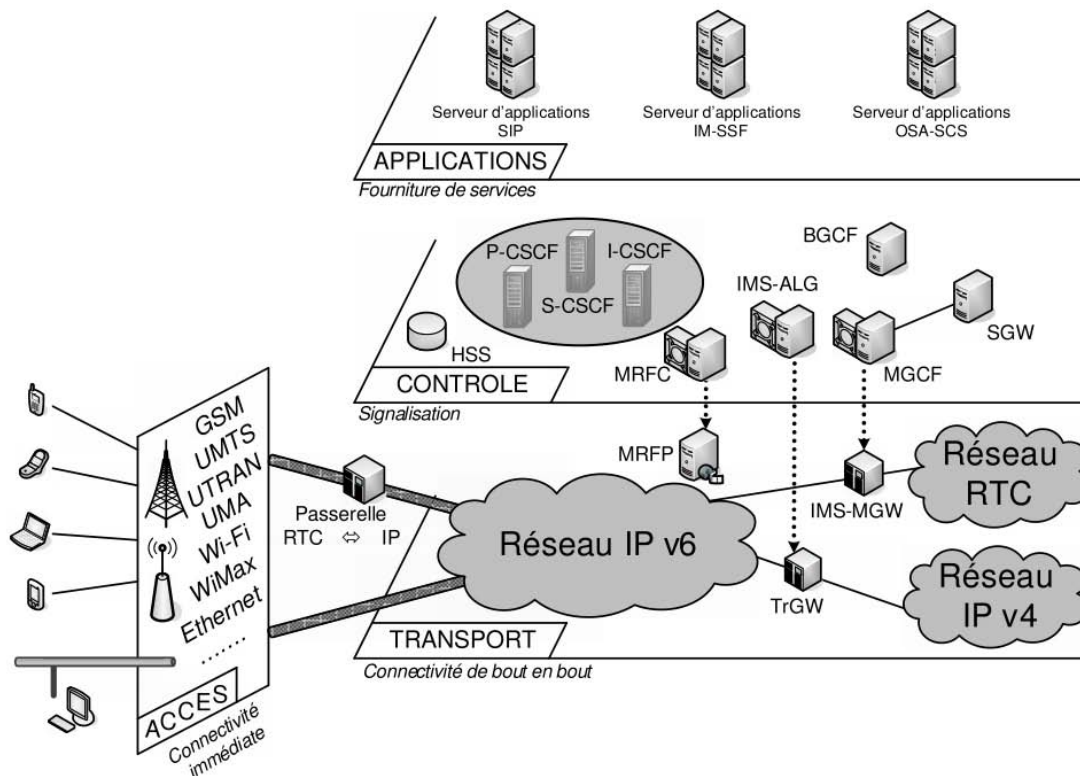 Serveur d'applications
SIP
Serveur d'applications
IM-SSF
Serveur d'applications
OSA-SCS
APPLICATIONS
Fourniture de services
P-CSCF
I-CSCF
S-CSCF
HSS
BGCF
IMS-ALG
SGW
MRFC
MGCF
CONTROLE
Signalisation
GSM
UMTS
UTRAN
UMA
Wi-Fi
WiMax
Ethernet
........
ACCES
Connectivité
immédiate
Passerelle
RTC ⇔ IP
MRFP
Réseau IP v6
IMS-MGW
Réseau
RTC
TrGW
Réseau
IP v4
TRANSPORT
Connectivité de bout en bout